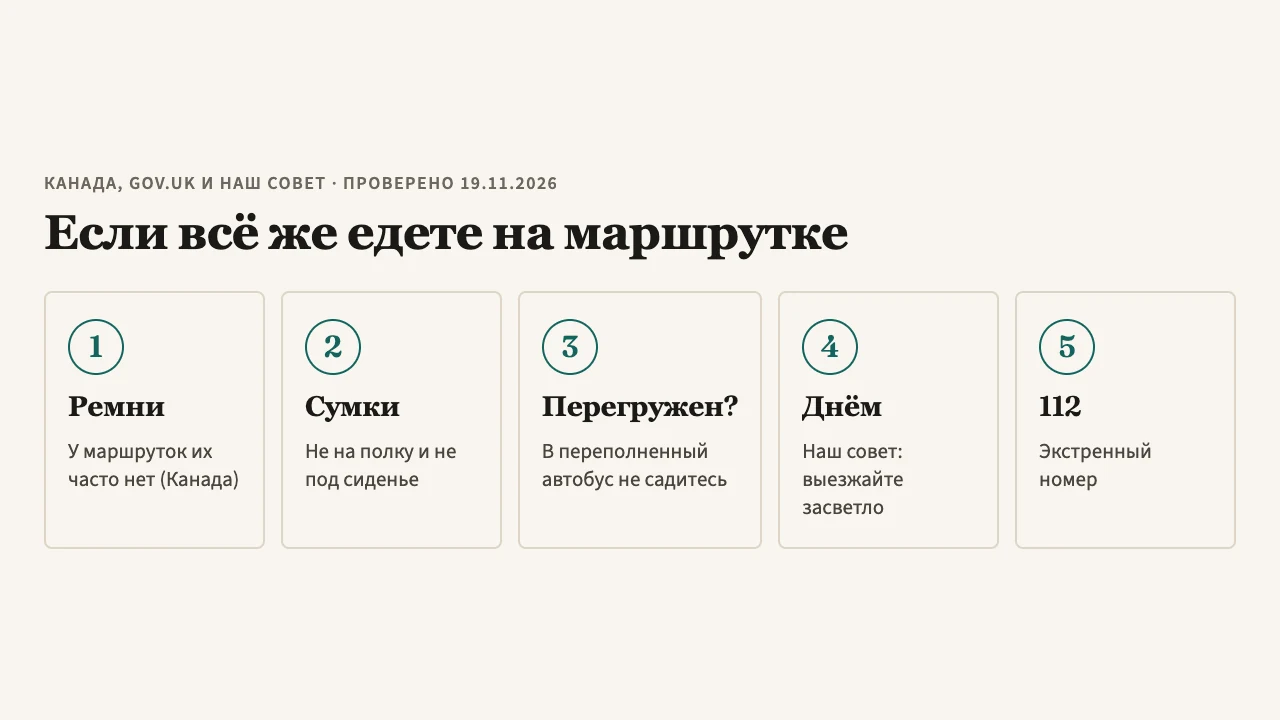 КАНАДА, GOV.UK И НАШ СОВЕТ · ПРОВЕРЕНО 19.11.2026
Если всё же едете на маршрутке
1
Ремни
У маршруток их
часто нет (Канада)
2
Сумки
Не на полку и не
под сиденье
3
Перегружен?
В переполненный
автобус не садитесь
4
Днём
Наш совет:
выезжайте
засветло
5
112
Экстренный
номер